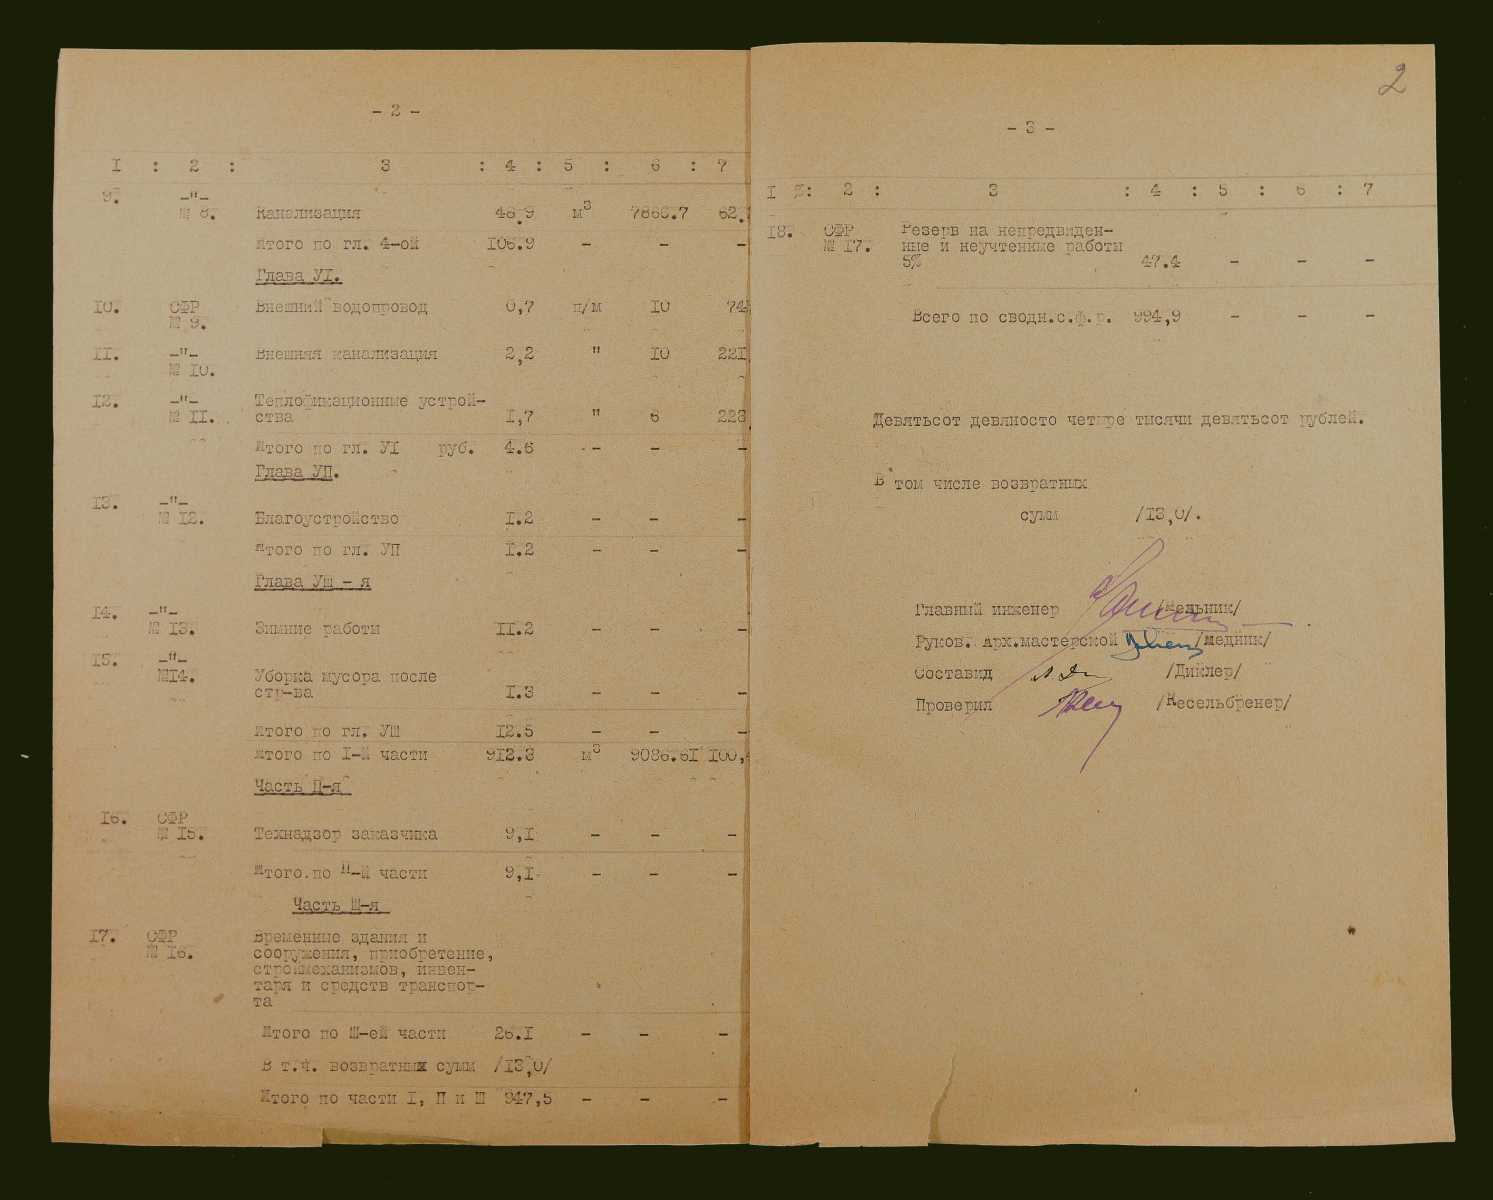 - 2 -
I : 2 : 3 : 4 : 5 : 6 : 7
9. -"-
№ 8. Канализация 48,9 м3 7866.7 62.
Итого по гл. 4-ой 106.9 - - -
Глава УI.
10. СФР Внешний водопровод 0,7 п/м 10 74
№ 9.
II. -"- Внешняя канализация 2,2 " 10 221
№ 10.
12. -"- Теплофикационные устрой-
№ II. ства I,7 " 6 228
Итого по гл. УI руб. 4.6 - - -
Глава УП.
13. -"-
№ 12. Благоустройство I.2 - - -
Итого по гл. УП I.2 - - -
Глава Уш - я
14. -"-
№ 13. Зимние работы II.2 - - -
15. -"-
№14. Уборка мусора после
стр-ва I.3 - - -
Итого по гл. УШ 12.5 - - -
Итого по I-й части 912.3 м3 9086.61 100,
Часть П-я
16. СФР
№ 15. Технадзор заказчика 9,I - - -
Итого.по П-й части 9,I - - -
Часть Ш-я
17. СФР Временные здания и
№ 16. сооружения, приобретение,
строймеханизмов, инвен-
таря и средств транспор-
та
Итого по Ш-ей части 26.I - - -
В т.ч. возвратных сумм /13,0/
Итого по части I, П и Ш 947,5 - - -
2
- 3 -
I : 2 : 3 : 4 : 5 : 6 : 7
18. СФР Резерв на непредвиден-
№ 17. ные и неучтенные работы
5% 47.4 - - -
Всего по сводн.с.ф.р. 994,9 - - -
Девятьсот девяносто четыре тысячи девятьсот рублей.
В том числе возвратных
сумм /13,0/.
Главный инженер /Мельник/
Руков. Арх.мастерской /Медник/
Составид /Диклер/
Проверил /Кесельбренер/